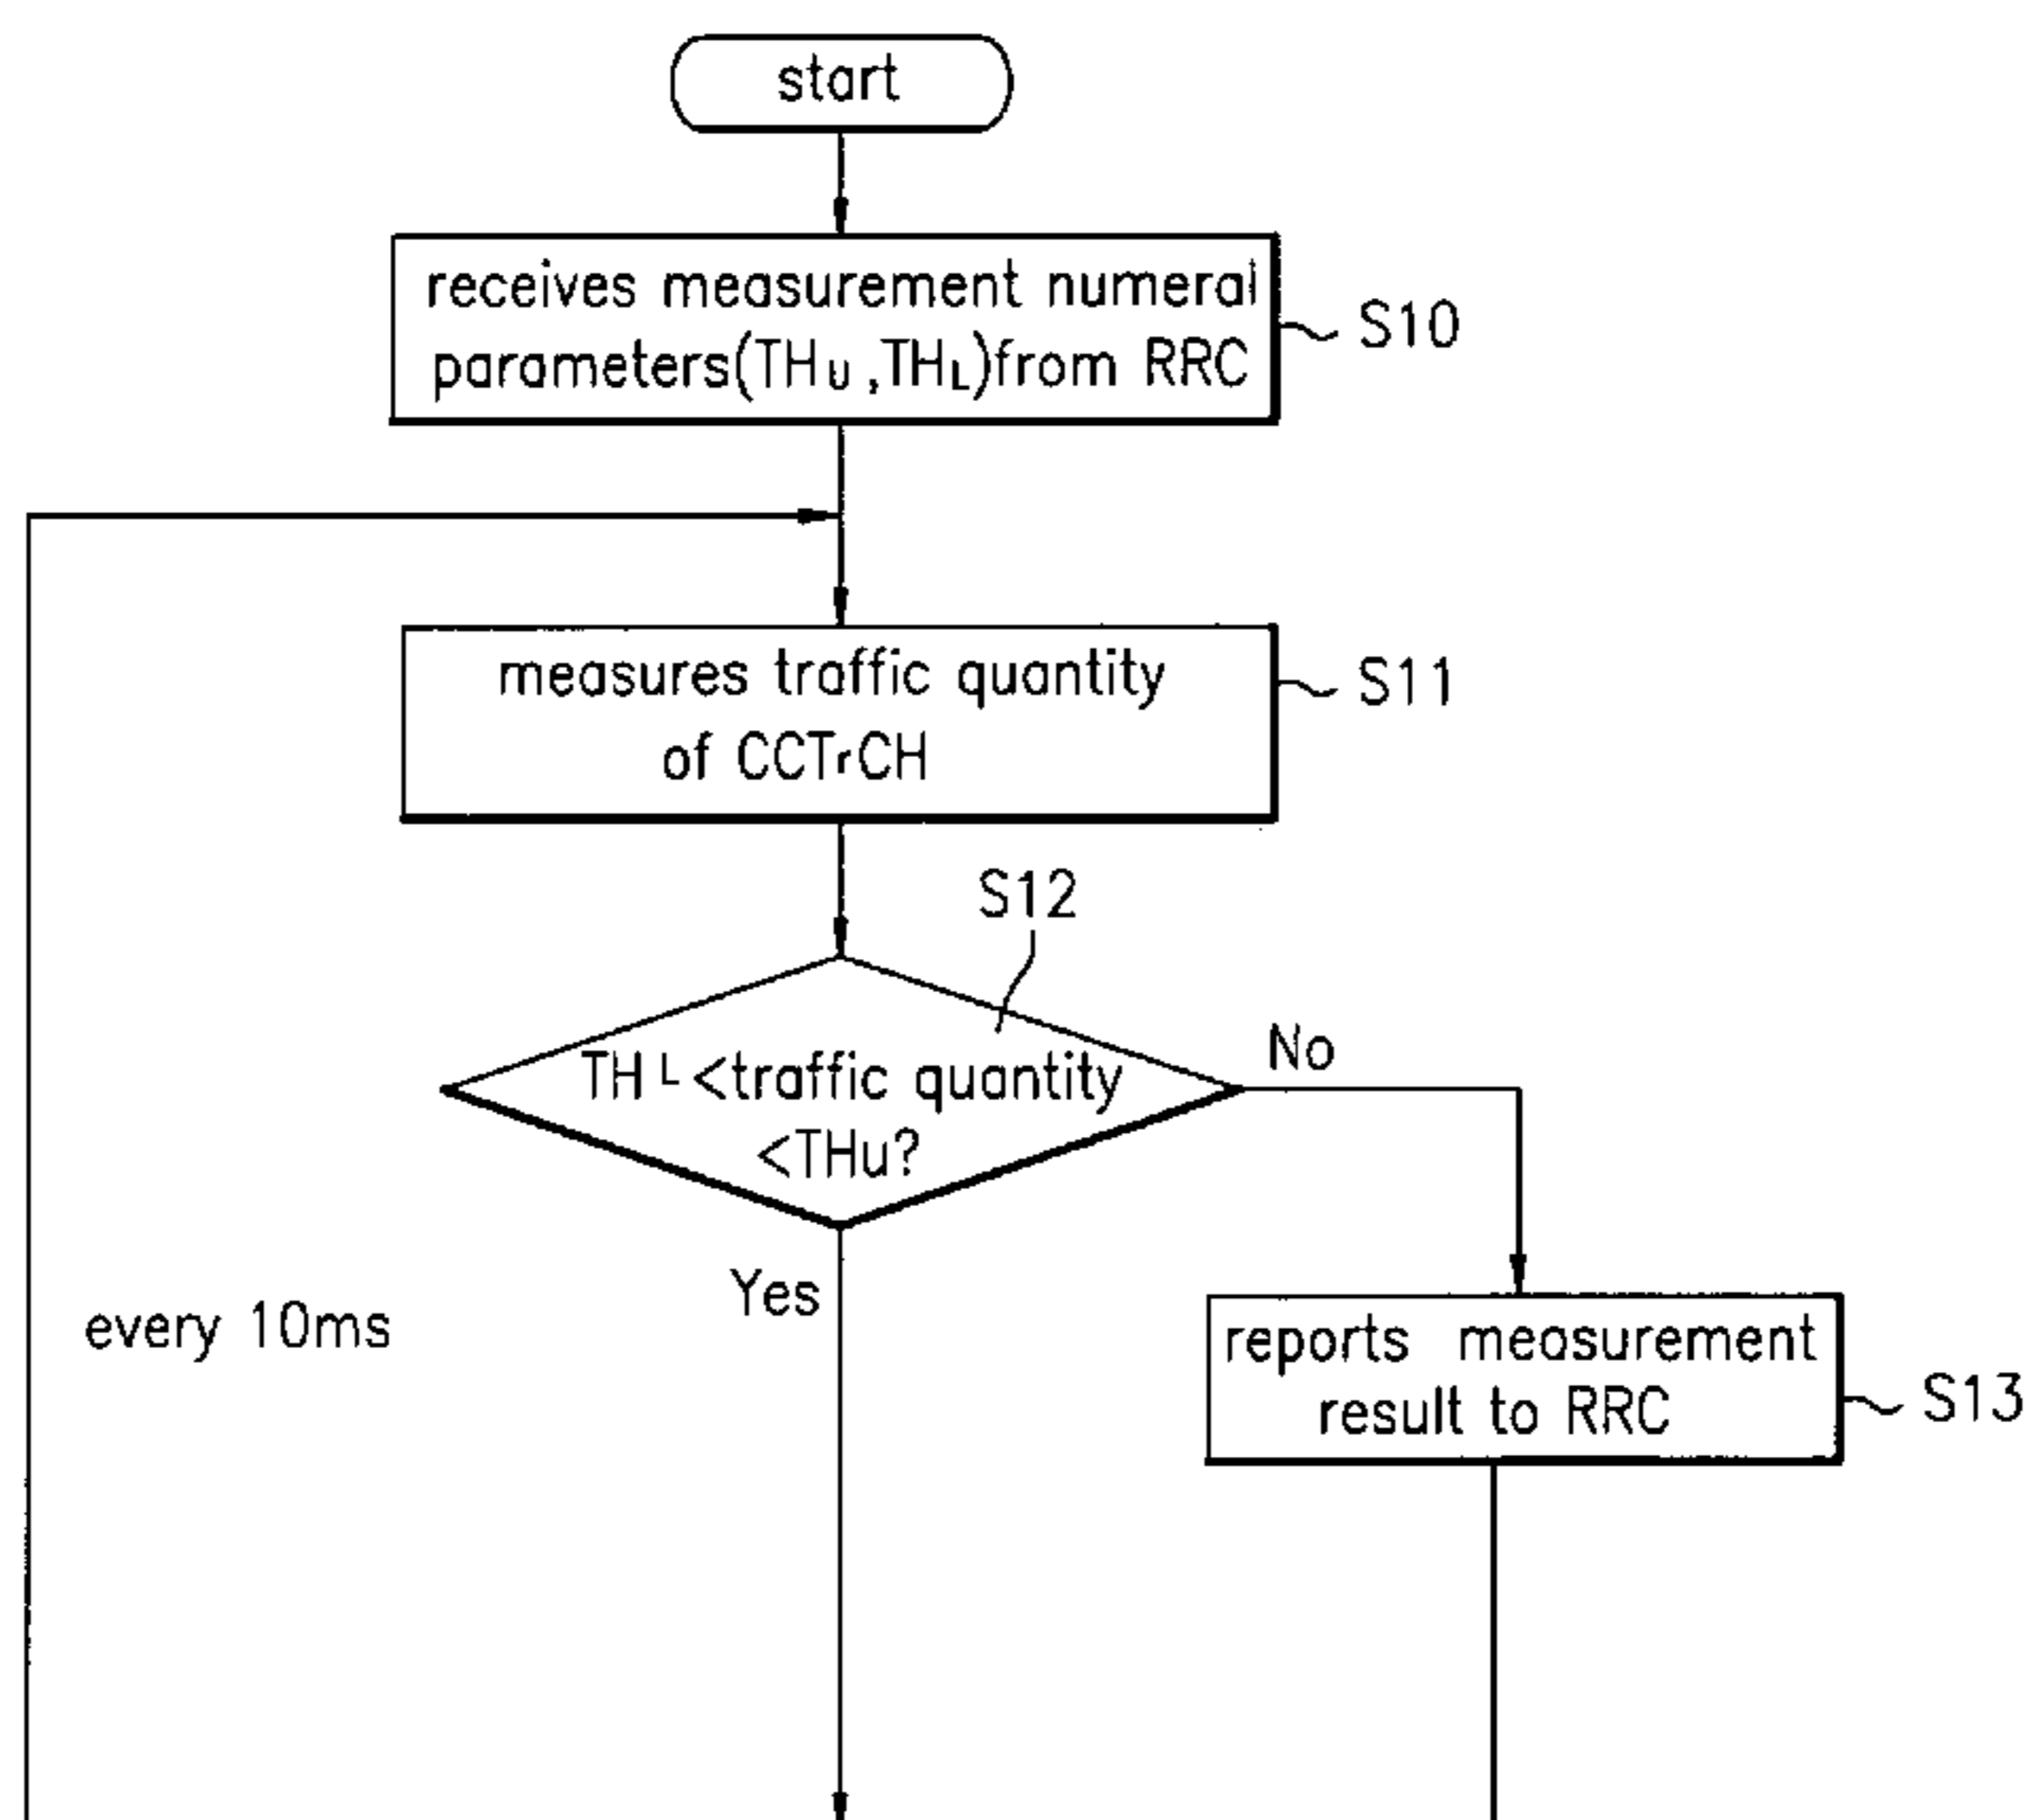 start
receives measurement numeral
parameters(THU ,THL)from RRC
S10
measures traffic quantity
of CCTrCH
S11
S12
THL<traffic quantity
<THu?
No
Yes
every 10ms
reports measurement
result to RRC
S13